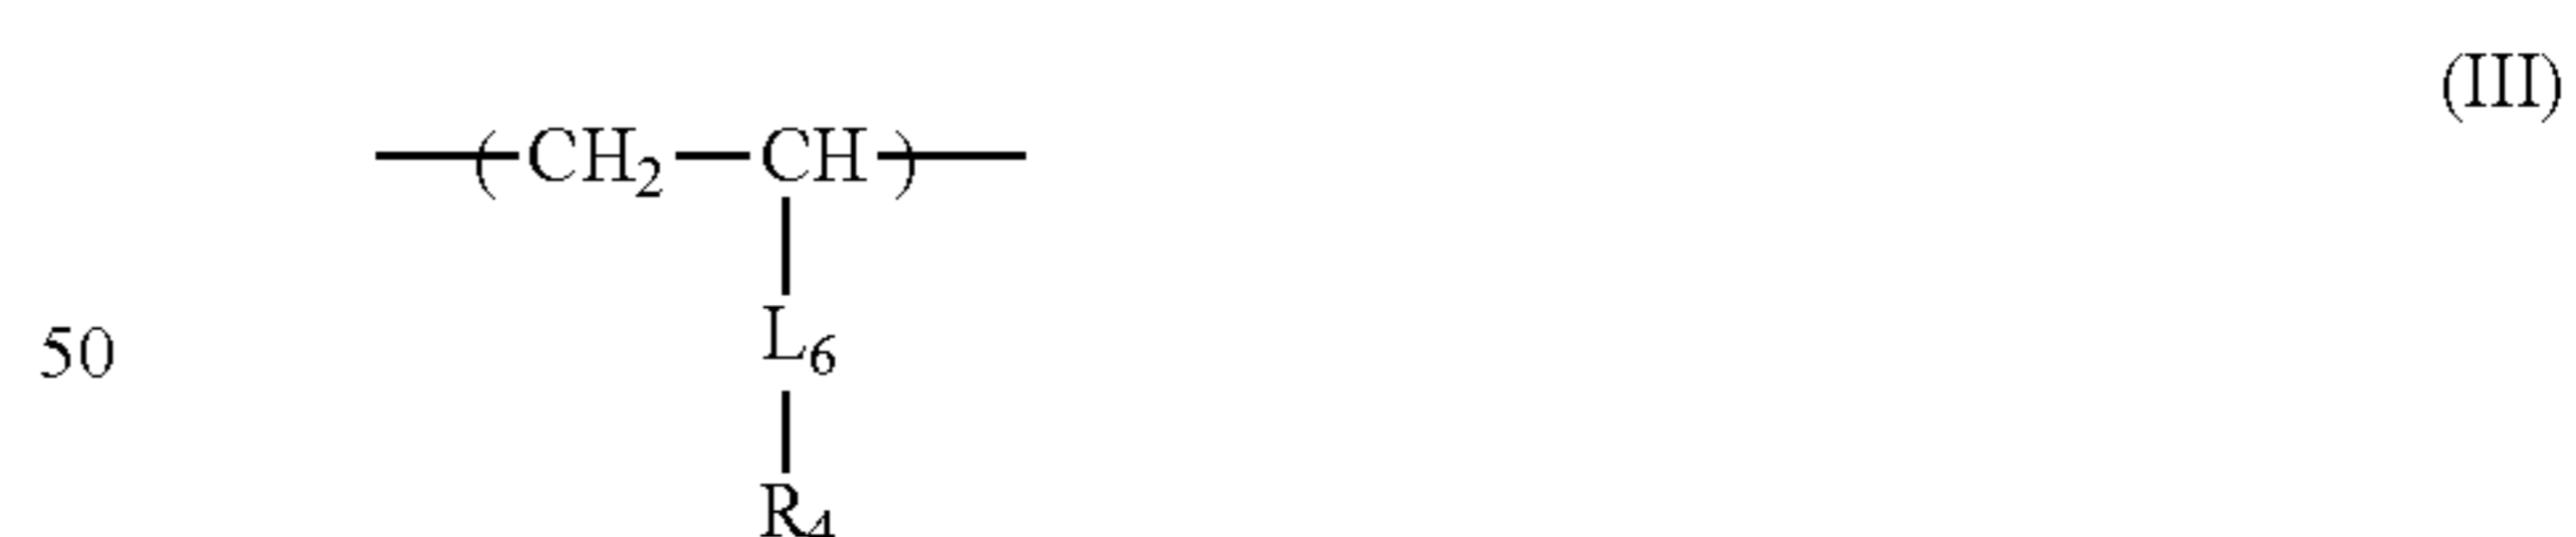 (III)
—(CH₂—CH)—
50
L₆
R₄